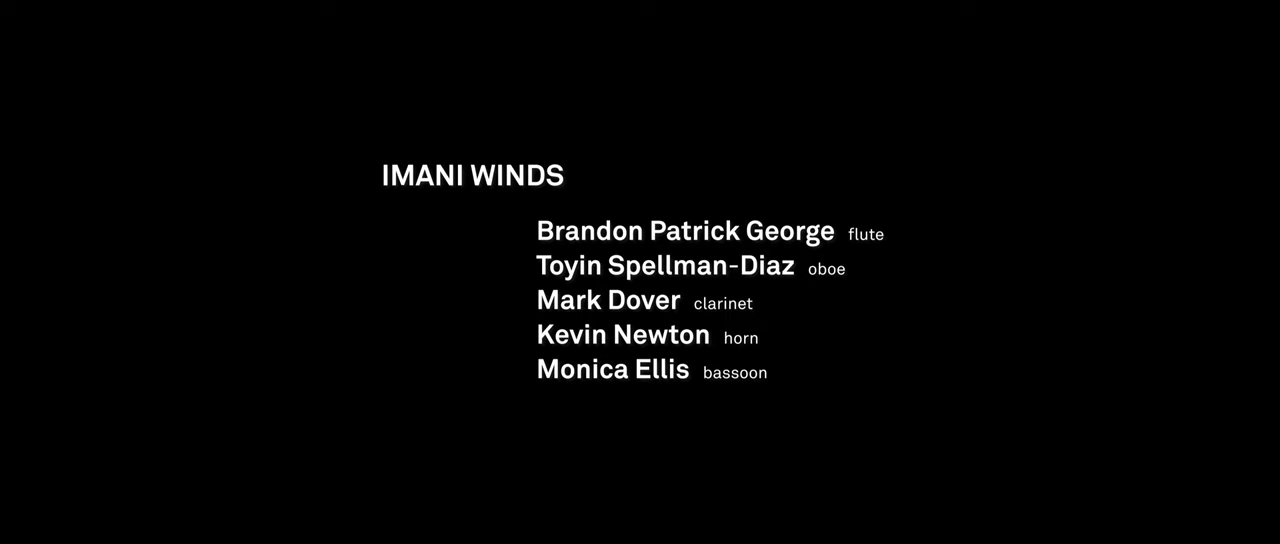 IMANI WINDS
Brandon Patrick George flute
Toyin Spellman-Diaz oboe
Mark Dover clarinet
Kevin Newton horn
Monica Ellis bassoon